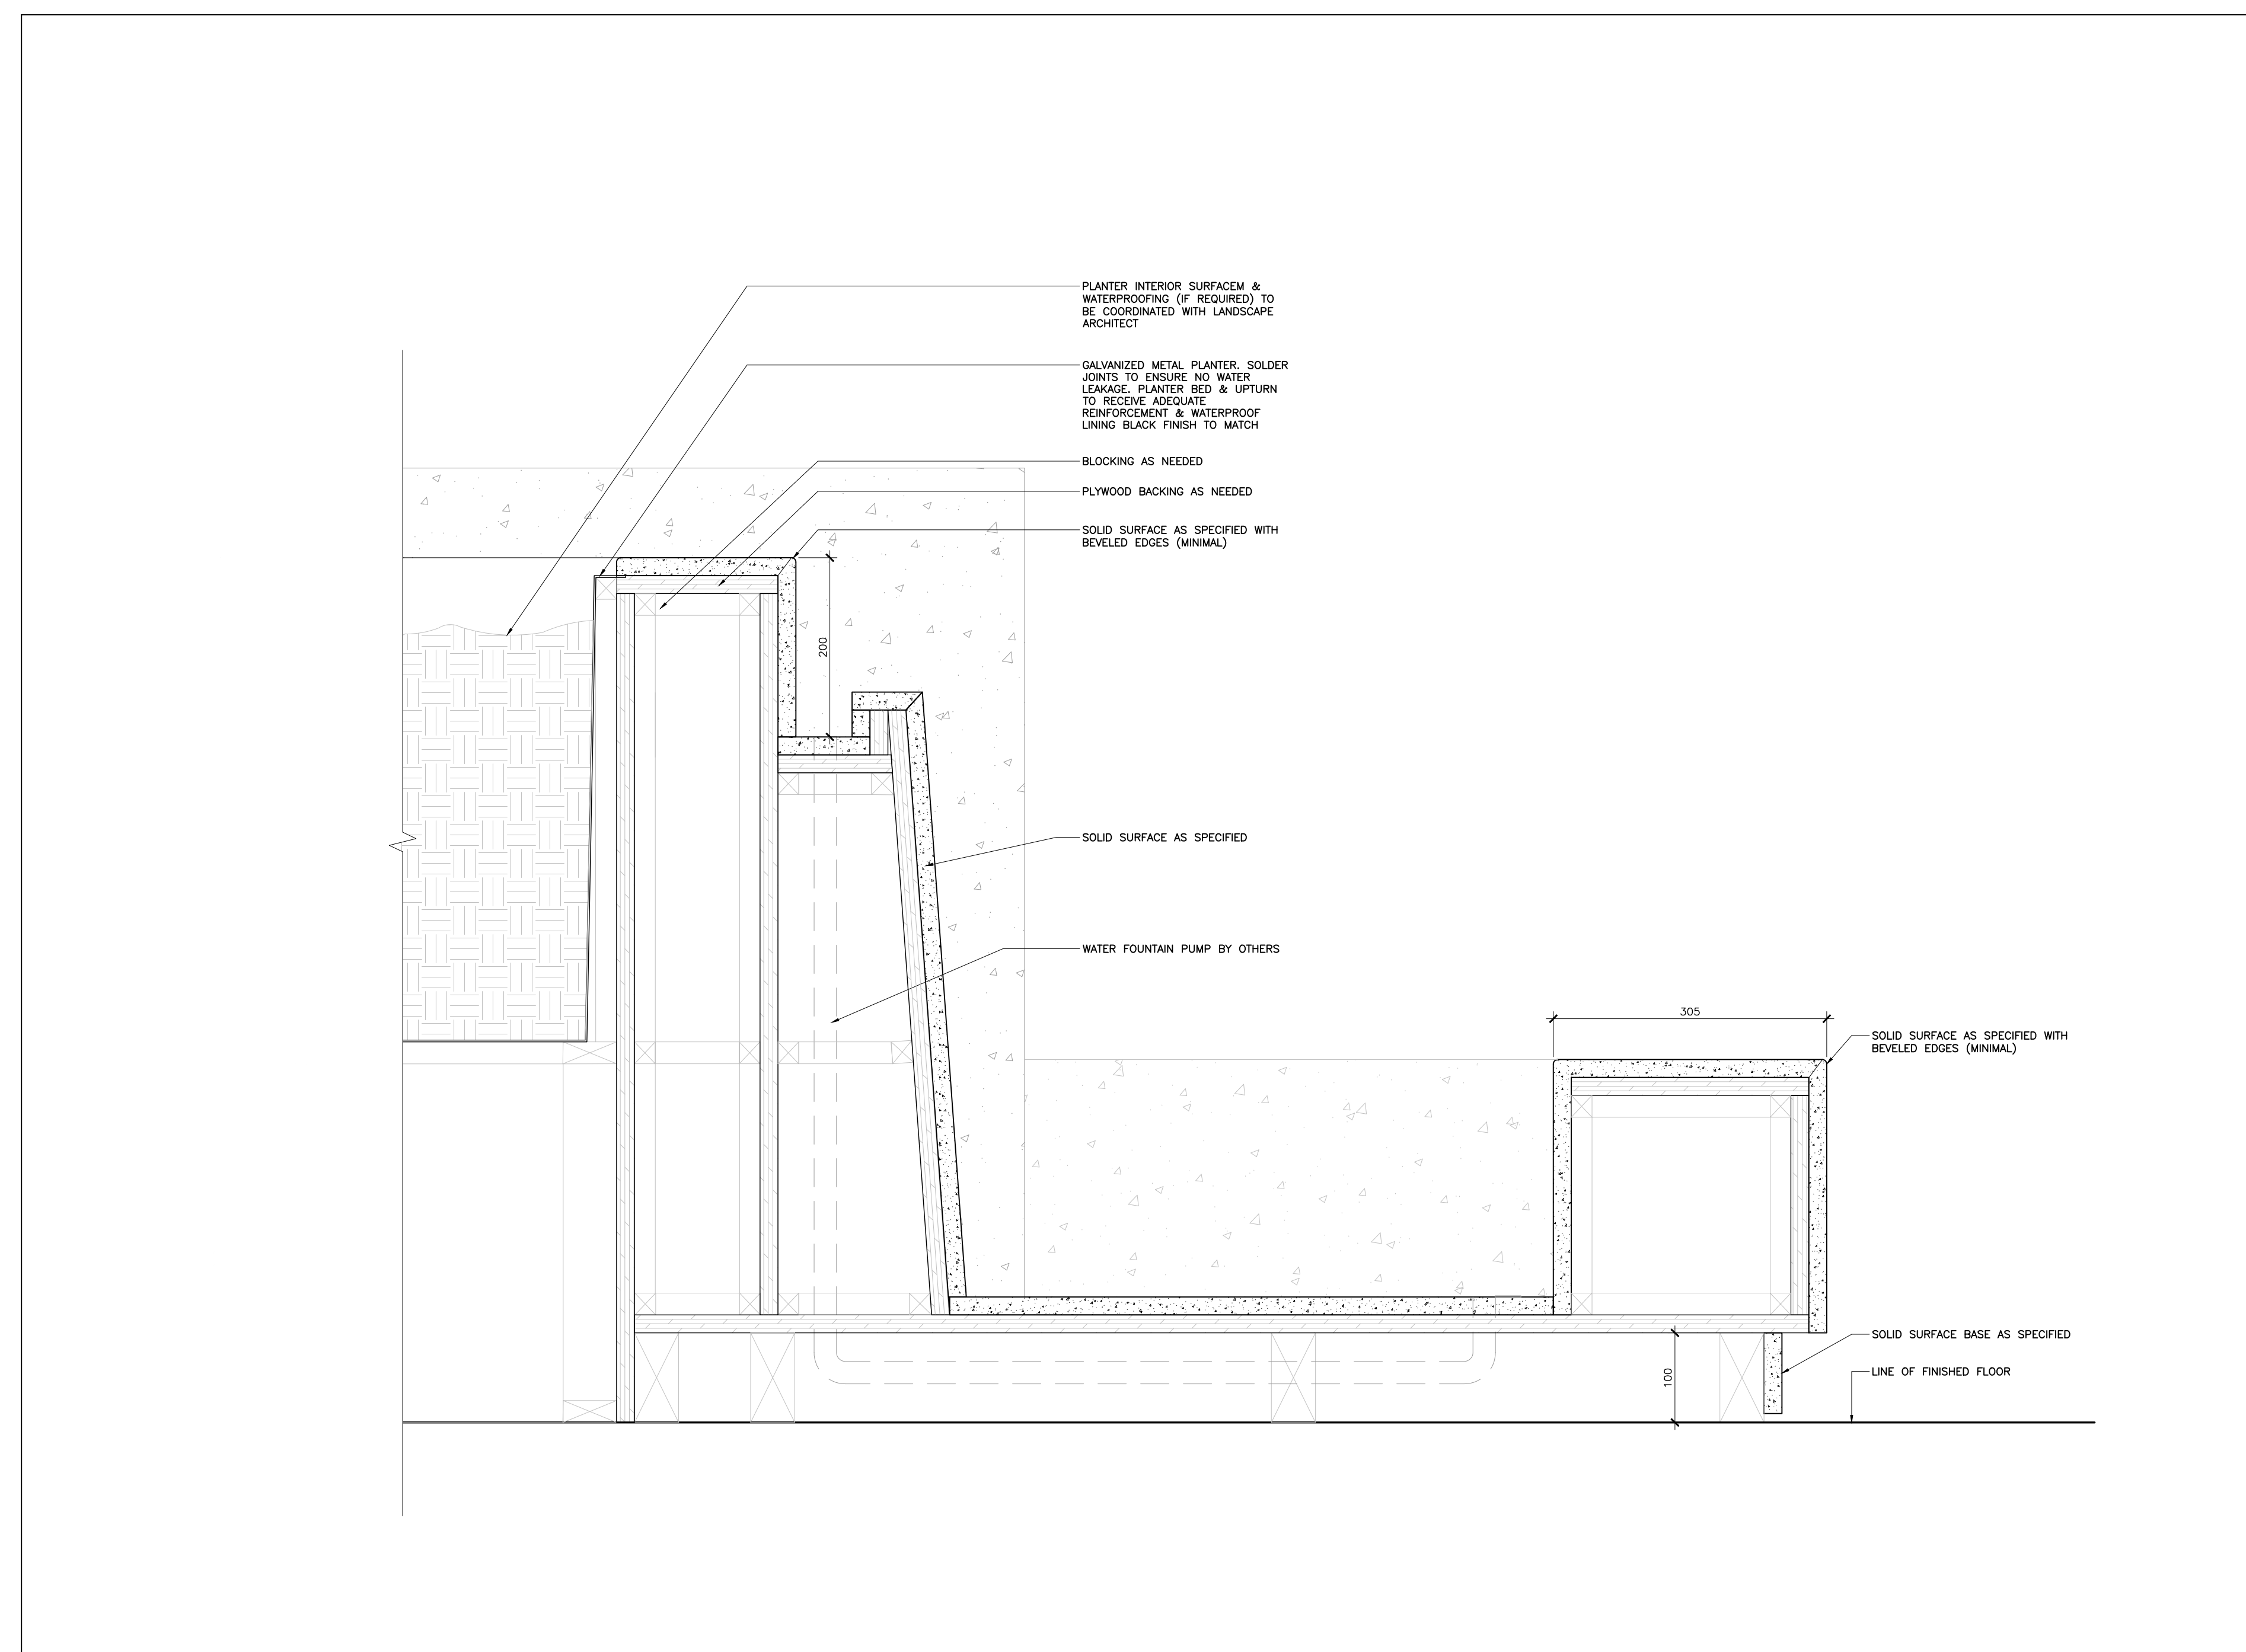 PLANTER INTERIOR SURFACEM &
WATERPROOFING (IF REQUIRED) TO
BE COORDINATED WITH LANDSCAPE
ARCHITECT
GALVANIZED METAL PLANTER. SOLDER
JOINTS TO ENSURE NO WATER
LEAKAGE. PLANTER BED & UPTURN
TO RECEIVE ADEQUATE
REINFORCEMENT & WATERPROOF
LINING BLACK FINISH TO MATCH
BLOCKING AS NEEDED
PLYWOOD BACKING AS NEEDED
SOLID SURFACE AS SPECIFIED WITH
BEVELED EDGES (MINIMAL)
200
SOLID SURFACE AS SPECIFIED
WATER FOUNTAIN PUMP BY OTHERS
305
SOLID SURFACE AS SPECIFIED WITH
BEVELED EDGES (MINIMAL)
SOLID SURFACE BASE AS SPECIFIED
100
LINE OF FINISHED FLOOR